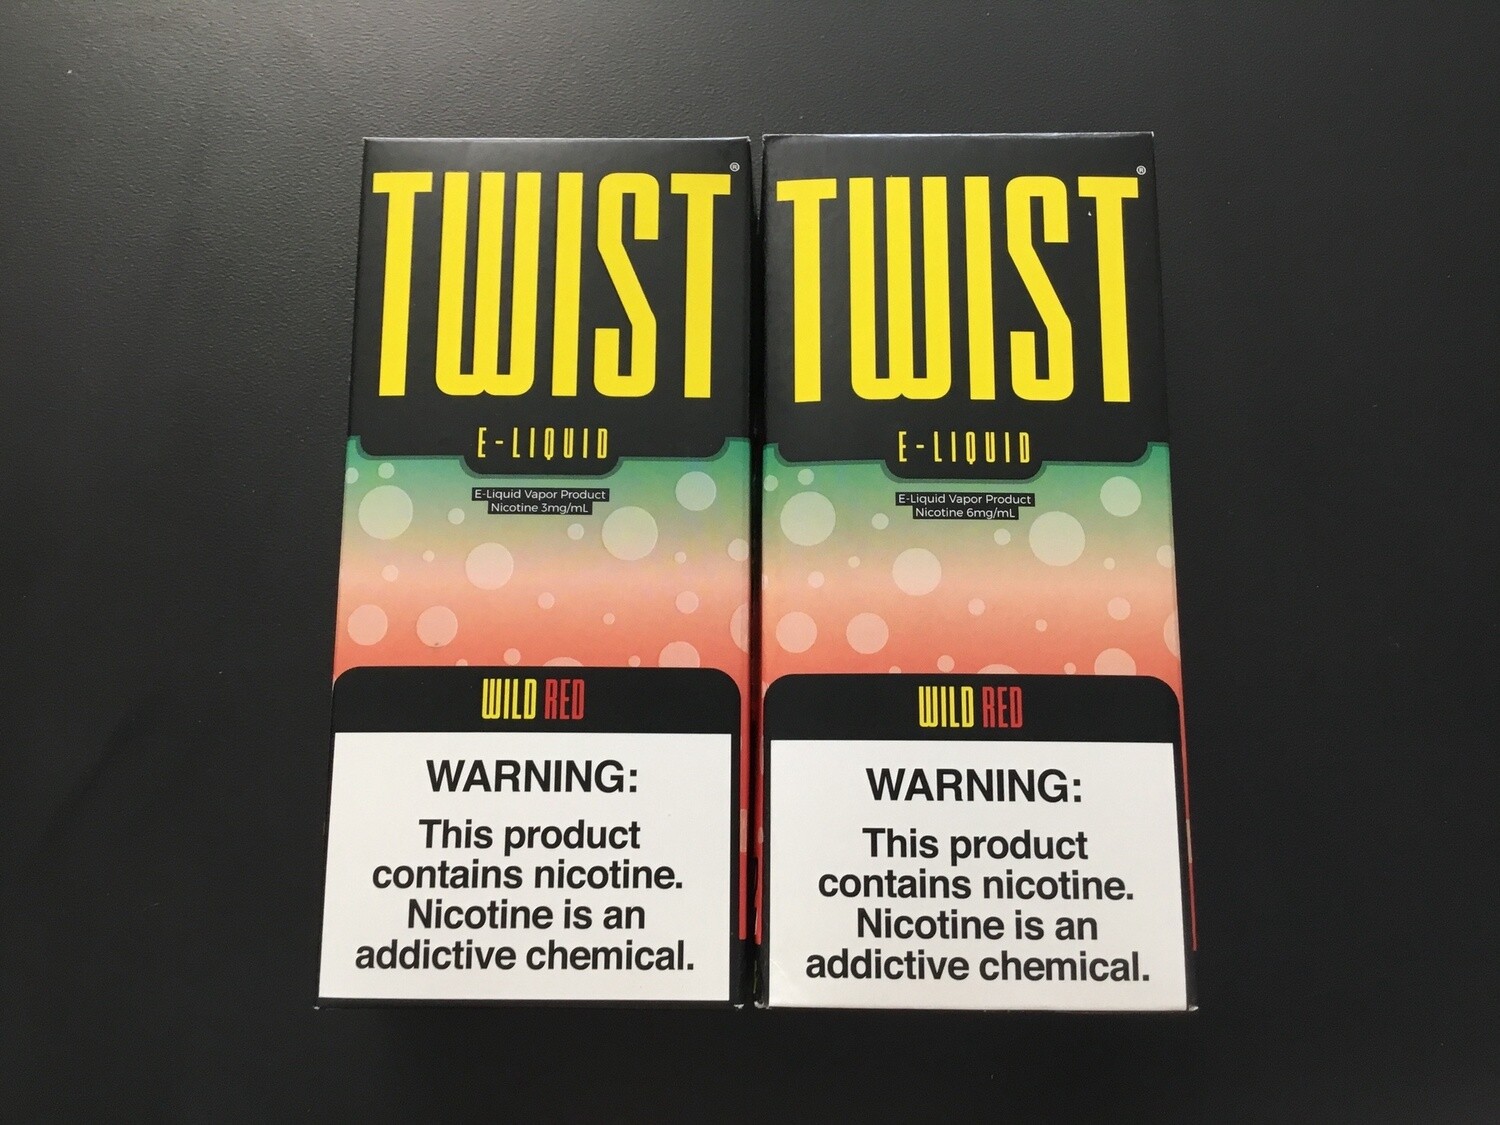 TWIST®
E-LIQUID
E-Liquid Vapor Product
Nicotine 3mg/mL
WILD RED
WARNING:
This product
contains nicotine.
Nicotine is an
addictive chemical.
TWIST®
E-LIQUID
E-Liquid Vapor Product
Nicotine 6mg/mL
WILD RED
WARNING:
This product
contains nicotine.
Nicotine is an
addictive chemical.